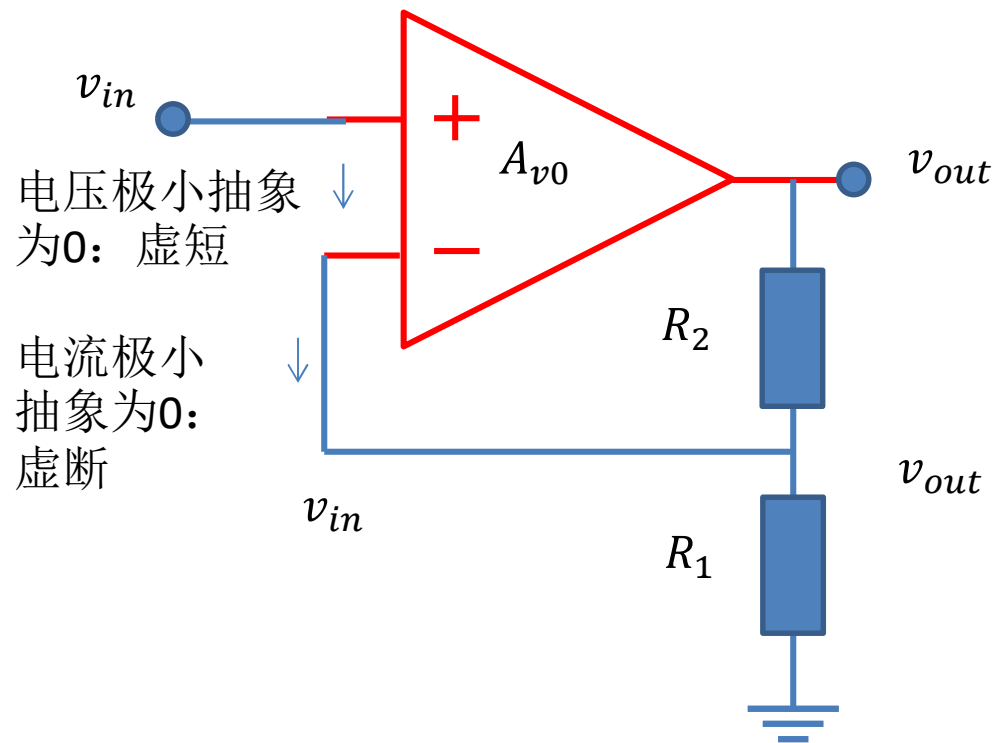 v_in
+
A_v0
v_out
电压极小抽象
为0：虚短
−
R_2
电流极小
抽象为0：
虚断
v_out
v_in
R_1